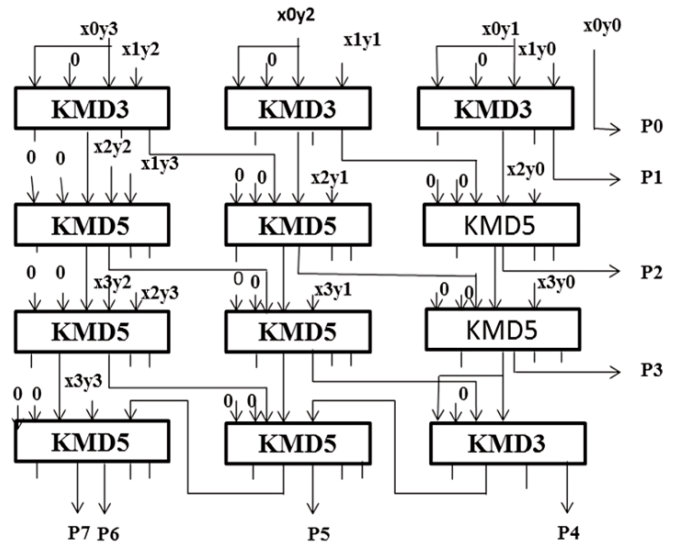 x0y3 x0y2 x0y1 x0y0
0 x1y2 0 x1y1 0 x1y0
KMD3 KMD3 KMD3
P0
0 0 x2y2 x1y3 0 0 x2y1 0 0 x2y0 P1
KMD5 KMD5 KMD5
P2
0 0 x3y2 x2y3 0 0 x3y1 0 0 x3y0
KMD5 KMD5 KMD5
P3
0 0 x3y3 0 0 0
KMD5 KMD5 KMD3
P7 P6 P5 P4